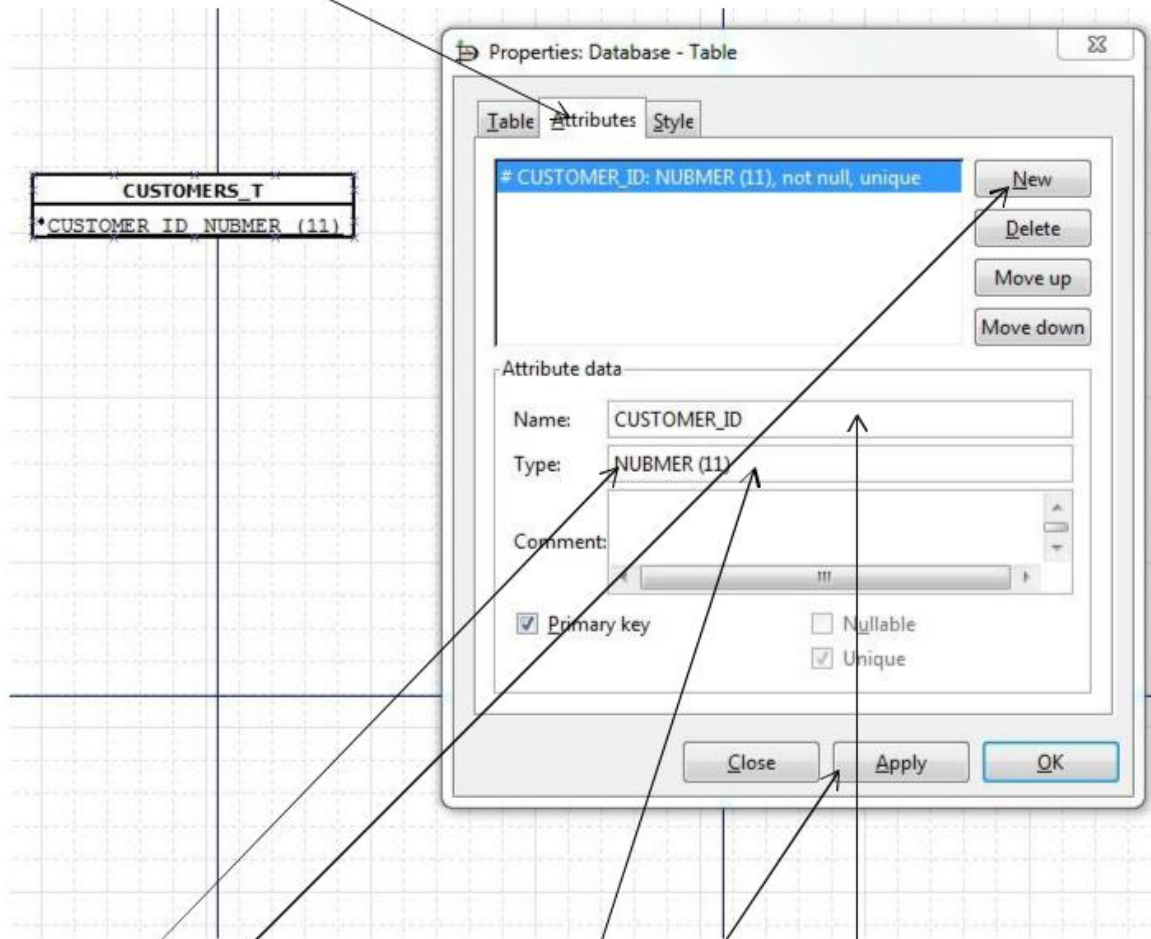 Properties: Database - Table
Table Attributes Style
# CUSTOMER_ID: NUBMER (11), not null, unique
New
Delete
Move up
Move down
CUSTOMERS_T
CUSTOMER_ID NUBMER (11)
Attribute data
Name: CUSTOMER_ID
Type: NUBMER (11)
Comment:
Primary key
Nullable
Unique
Close Apply OK